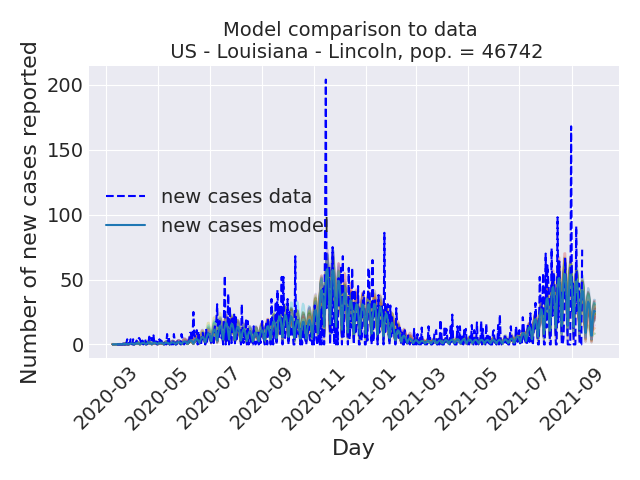 Model comparison to data
US - Louisiana - Lincoln, pop. = 46742
Number of new cases reported
200
150
100
50
0
new cases data
new cases model
2020-03
2020-05
2020-07
2020-09
2020-11
2021-01
2021-03
2021-05
2021-07
2021-09
Day